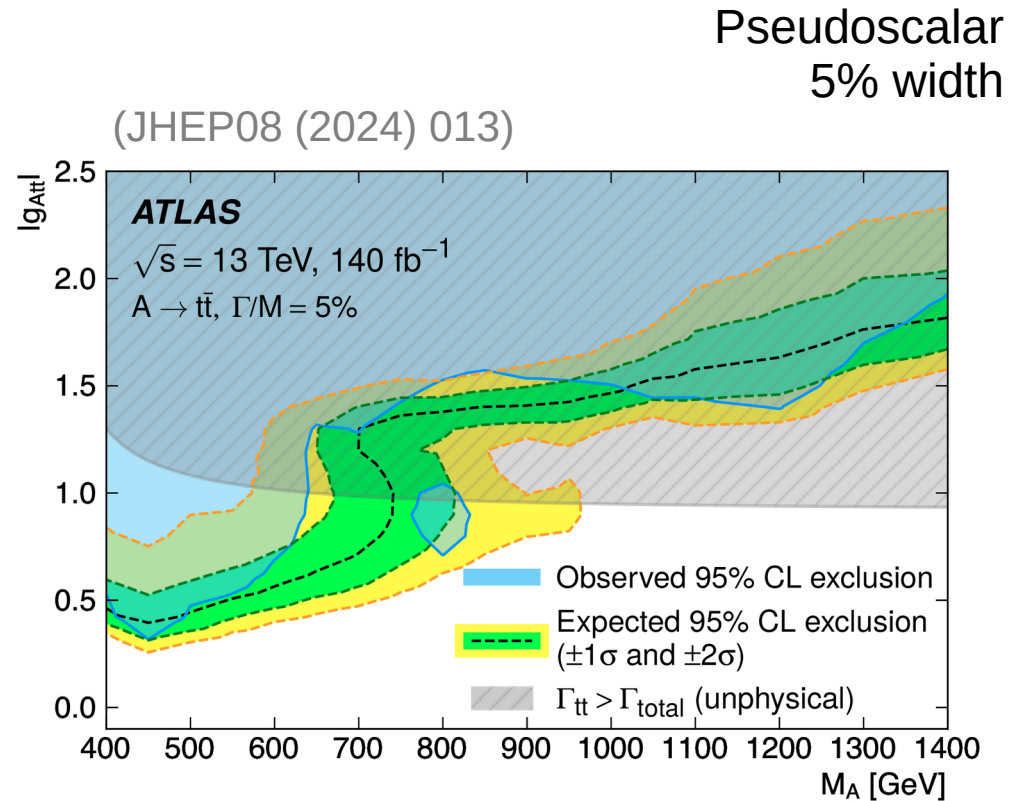 Pseudoscalar
5% width
(JHEP08 (2024) 013)
|g_Att|
2.5
2.0
1.5
1.0
0.5
0.0
ATLAS
√s = 13 TeV, 140 fb⁻¹
A → tt̄, Γ/M = 5%
Observed 95% CL exclusion
Expected 95% CL exclusion
(±1σ and ±2σ)
Γtt > Γtotal (unphysical)
400 500 600 700 800 900 1000 1100 1200 1300 1400
M_A [GeV]